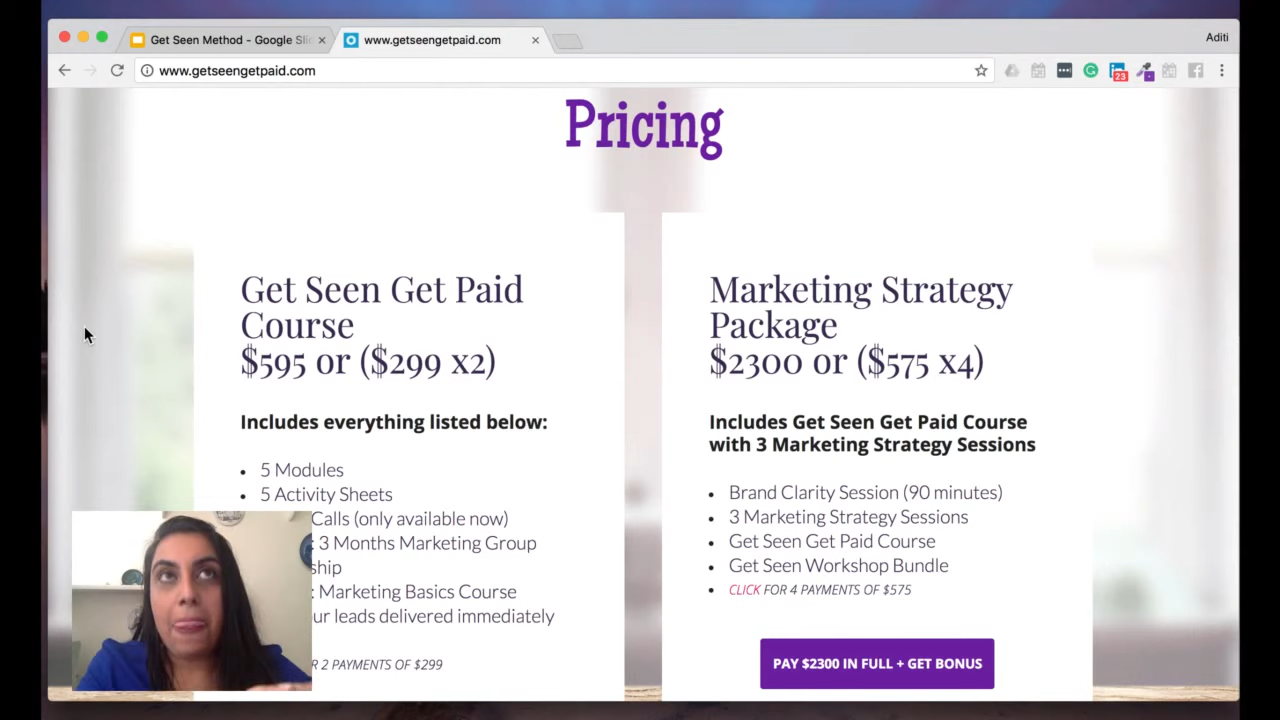 Get Seen Method - Google Slid
www.getseengetpaid.com
Aditi
www.getseengetpaid.com
23
Pricing
Get Seen Get Paid
Course
$595 or ($299 x2)
Includes everything listed below:
5 Modules
5 Activity Sheets
Calls (only available now)
: 3 Months Marketing Group
ship
: Marketing Basics Course
ur leads delivered immediately
R 2 PAYMENTS OF $299
Marketing Strategy
Package
$2300 or ($575 x4)
Includes Get Seen Get Paid Course
with 3 Marketing Strategy Sessions
Brand Clarity Session (90 minutes)
3 Marketing Strategy Sessions
Get Seen Get Paid Course
Get Seen Workshop Bundle
CLICK FOR 4 PAYMENTS OF $575
PAY $2300 IN FULL + GET BONUS